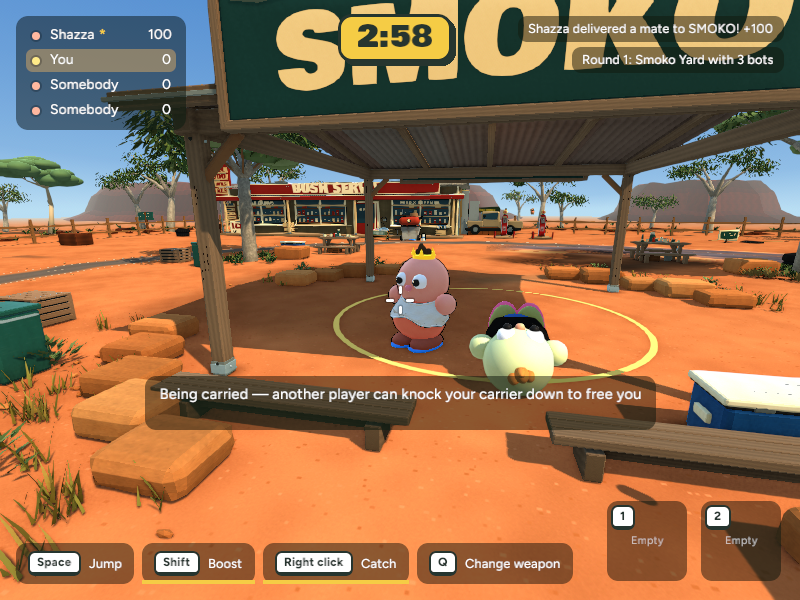 Shazza * 100
You 0
Somebody 0
Somebody 0
SMOKO
2:58
Shazza delivered a mate to SMOKO! +100
Round 1: Smoko Yard with 3 bots
BUSH SERV
Being carried — another player can knock your carrier down to free you
1
Empty
2
Empty
Space Jump
Shift Boost
Right click Catch
Q Change weapon